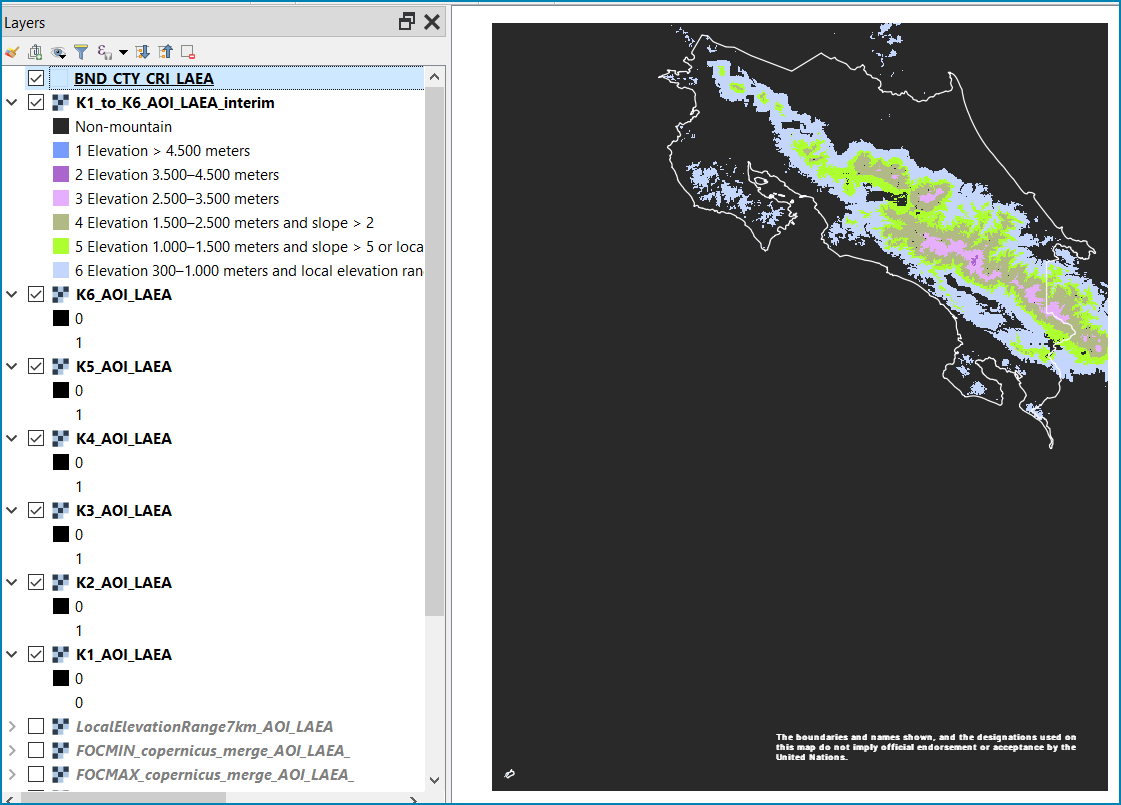 Layers
BND_CTY_CRI_LAEA
K1_to_K6_AOI_LAEA_interim
Non-mountain
1 Elevation > 4.500 meters
2 Elevation 3.500–4.500 meters
3 Elevation 2.500–3.500 meters
4 Elevation 1.500–2.500 meters and slope > 2
5 Elevation 1.000–1.500 meters and slope > 5 or loca
6 Elevation 300–1.000 meters and local elevation ran
K6_AOI_LAEA
0
1
K5_AOI_LAEA
0
1
K4_AOI_LAEA
0
1
K3_AOI_LAEA
0
1
K2_AOI_LAEA
0
1
K1_AOI_LAEA
0
0
LocalElevationRange7km_AOI_LAEA
FOCMIN_copernicus_merge_AOI_LAEA_
FOCMAX_copernicus_merge_AOI_LAEA_
The boundaries and names shown, and the designations used on
this map do not imply official endorsement or acceptance by the
United Nations.